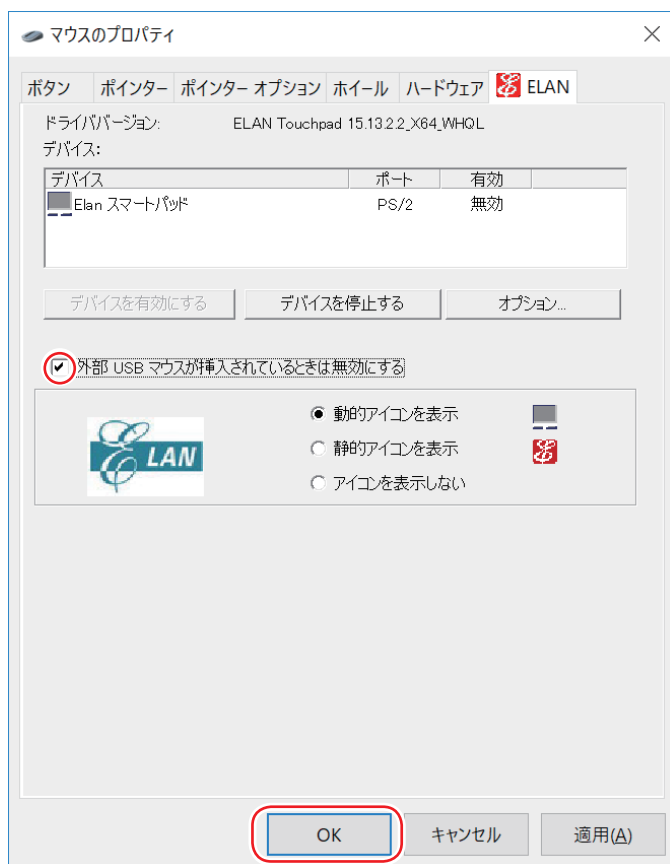 マウスのプロパティ
ボタン ポインター ポインター オプション ホイール ハードウェア ELAN
ドライババージョン: ELAN Touchpad 15.13.2.2_X64_WHQL
デバイス:
デバイス ポート 有効
Elan スマートパッド PS/2 無効
デバイスを有効にする デバイスを停止する オプション...
外部 USB マウスが挿入されているときは無効にする
動的アイコンを表示
ELAN 静的アイコンを表示
アイコンを表示しない
OK キャンセル 適用(A)